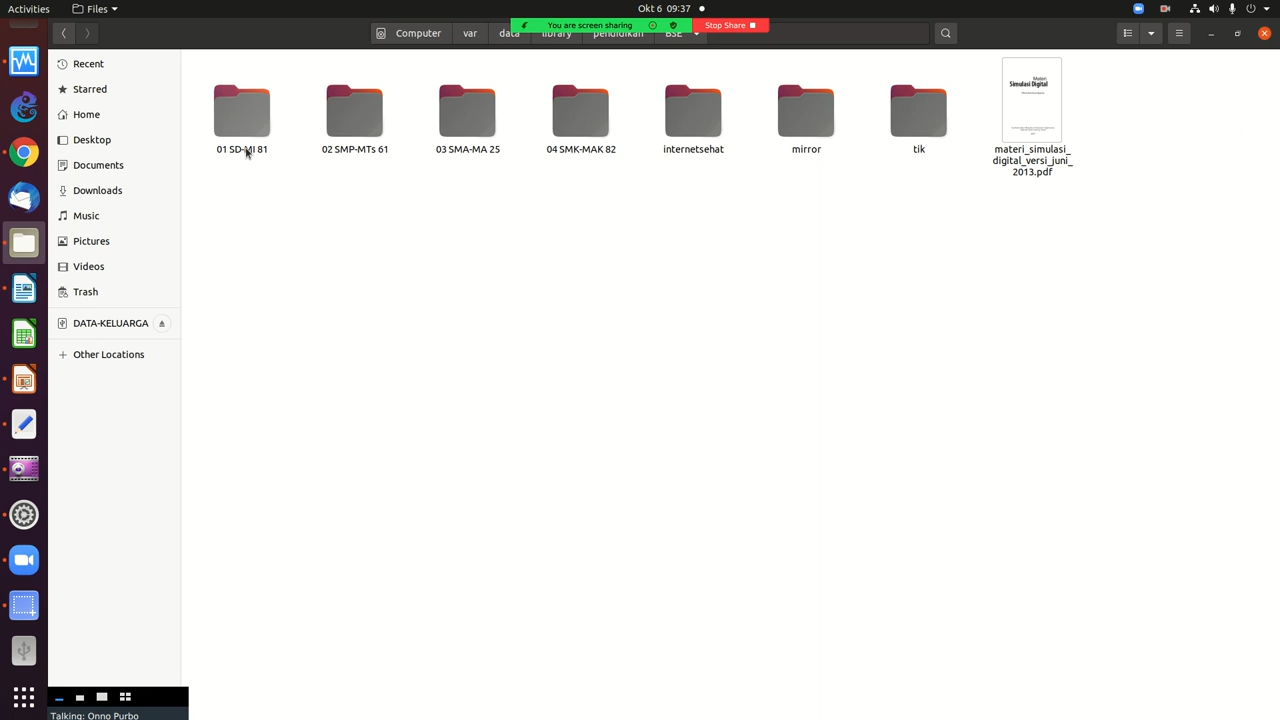 Activities
Files
Okt 6 09:37
You are screen sharing
Stop Share
Computer
var
data
library
pendidikan
BSE
Recent
Starred
Home
Desktop
Documents
Downloads
Music
Pictures
Videos
Trash
DATA-KELUARGA
Other Locations
01 SD-MI 81
02 SMP-MTs 61
03 SMA-MA 25
04 SMK-MAK 82
internetsehat
mirror
tik
Materi
Simulasi Digital
materi_simulasi_
digital_versi_juni_
2013.pdf
Talking: Onno Purbo